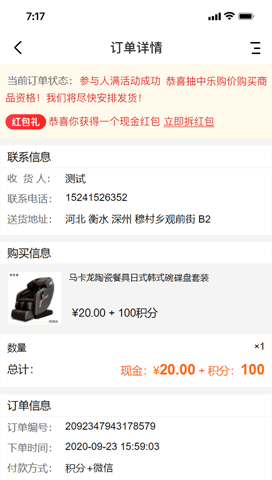 7:17
订单详情
当前订单状态: 参与人满活动成功 恭喜抽中乐购价购买商
品资格! 我们将尽快安排发货!
红包礼 恭喜你获得一个现金红包 立即拆红包
联系信息
收 货 人: 测试
联系电话: 15241526352
送货地址: 河北 衡水 深州 穆村乡观前街 B2
购买信息
马卡龙陶瓷餐具日式韩式碗碟盘套装
¥20.00 + 100积分
数量 ×1
总计: 现金: ¥20.00 + 积分: 100
订单信息
订单编号: 2092347943178579
下单时间: 2020-09-23 15:59:03
付款方式: 积分+微信